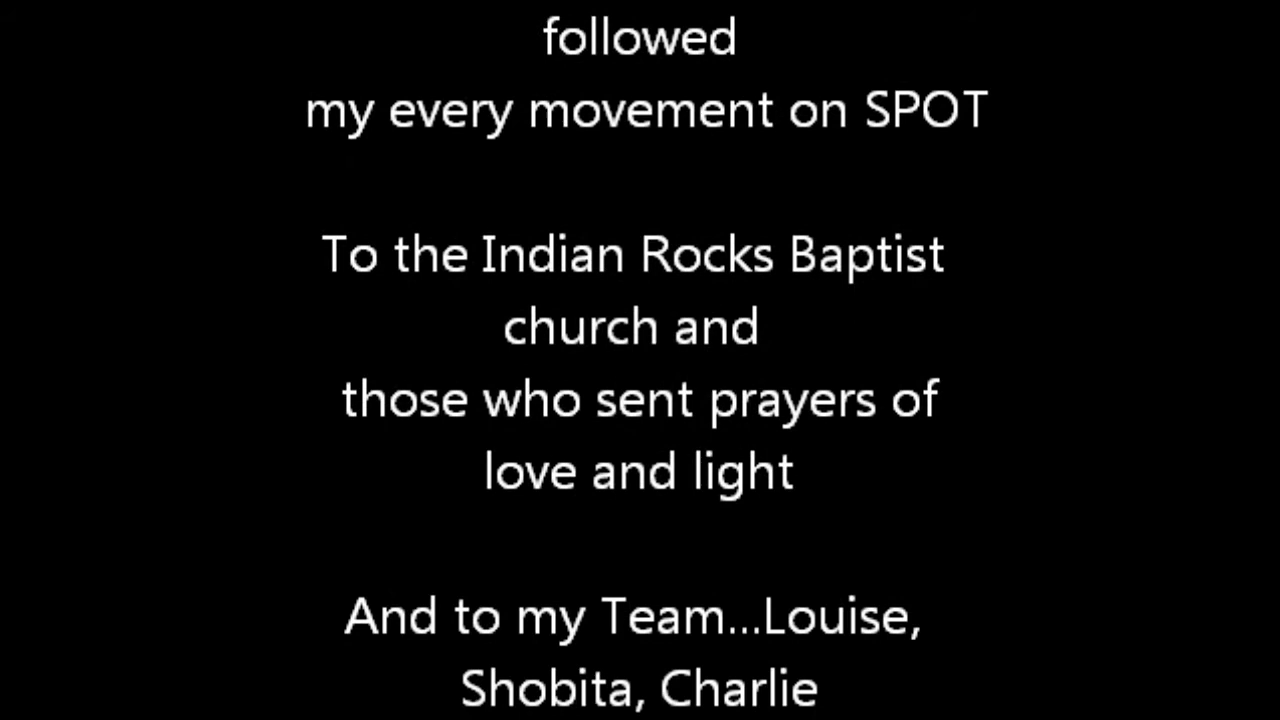 followed
my every movement on SPOT
To the Indian Rocks Baptist
church and
those who sent prayers of
love and light
And to my Team...Louise,
Shobita, Charlie